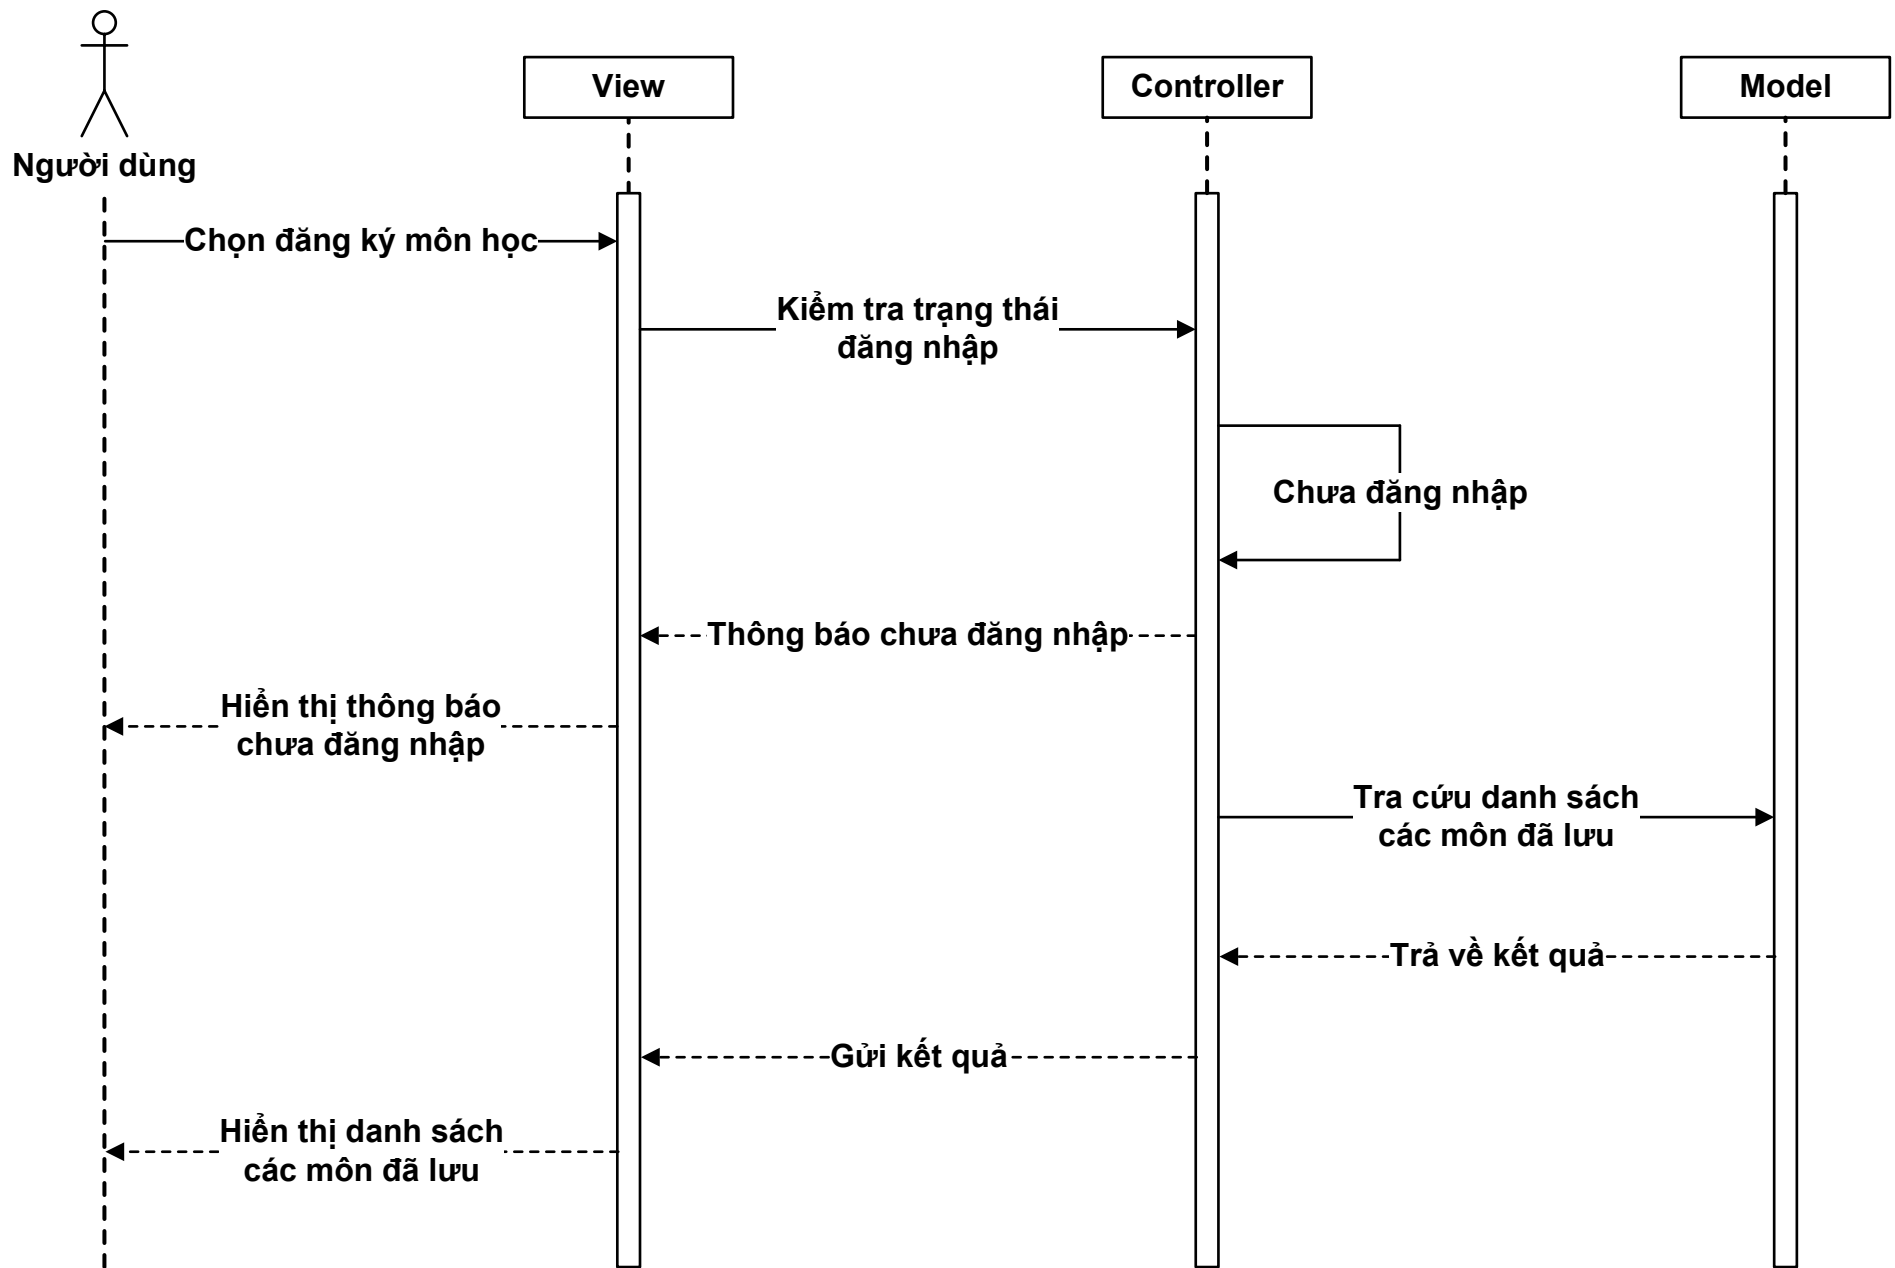 View
Controller
Model
Người dùng
Chọn đăng ký môn học
Kiểm tra trạng thái
đăng nhập
Chưa đăng nhập
Thông báo chưa đăng nhập
Hiển thị thông báo
chưa đăng nhập
Tra cứu danh sách
các môn đã lưu
Trả về kết quả
Gửi kết quả
Hiển thị danh sách
các môn đã lưu